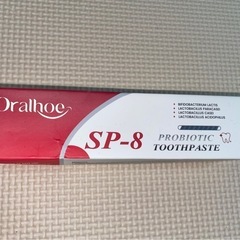 Oralhoe
BIFIDOBACTERIUM LACTIS
LACTOBACILLUS PARACASEI
LACTOBACILLUS CASEI
LACTOBACILLUS ACIDOPHILUS
SP-8
PROBIOTIC
TOOTHPASTE